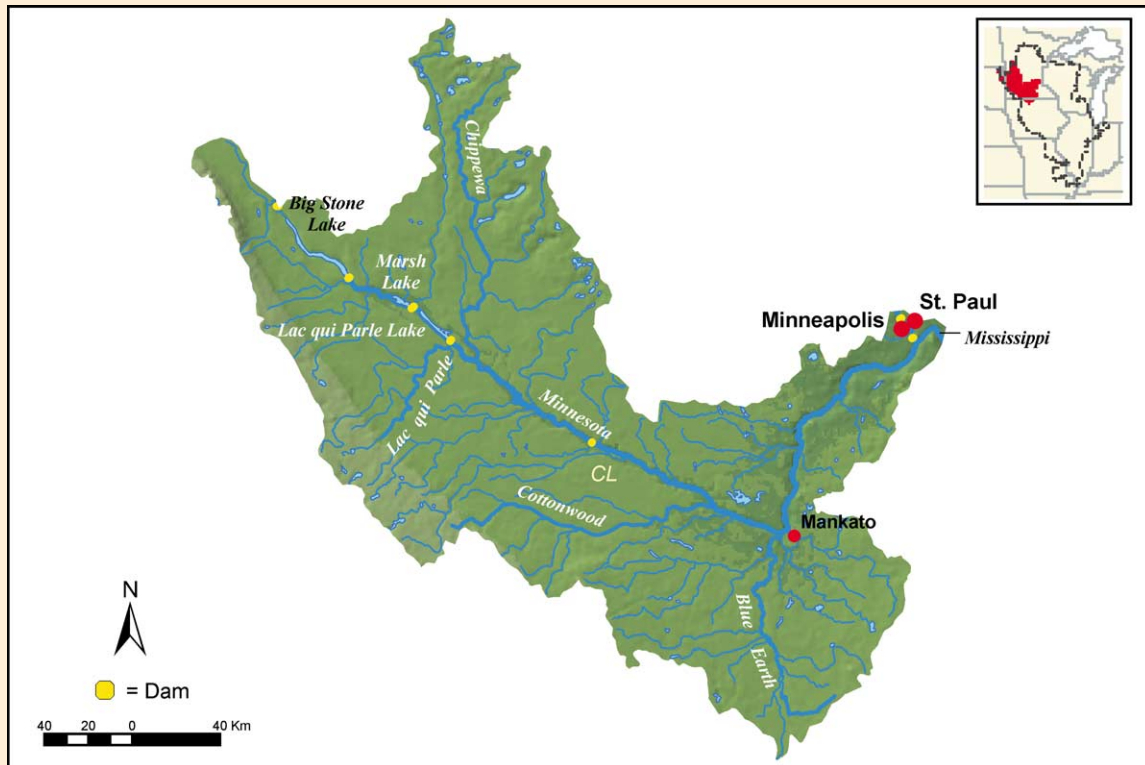 Chippewa
Big Stone
Lake
Marsh
Lake
St. Paul
Minneapolis
Mississippi
Lac qui Parle Lake
Lac qui Parle
Minnesota
CL
Cottonwood
Mankato
Blue
Earth
N
= Dam
40 20 0 40 Km